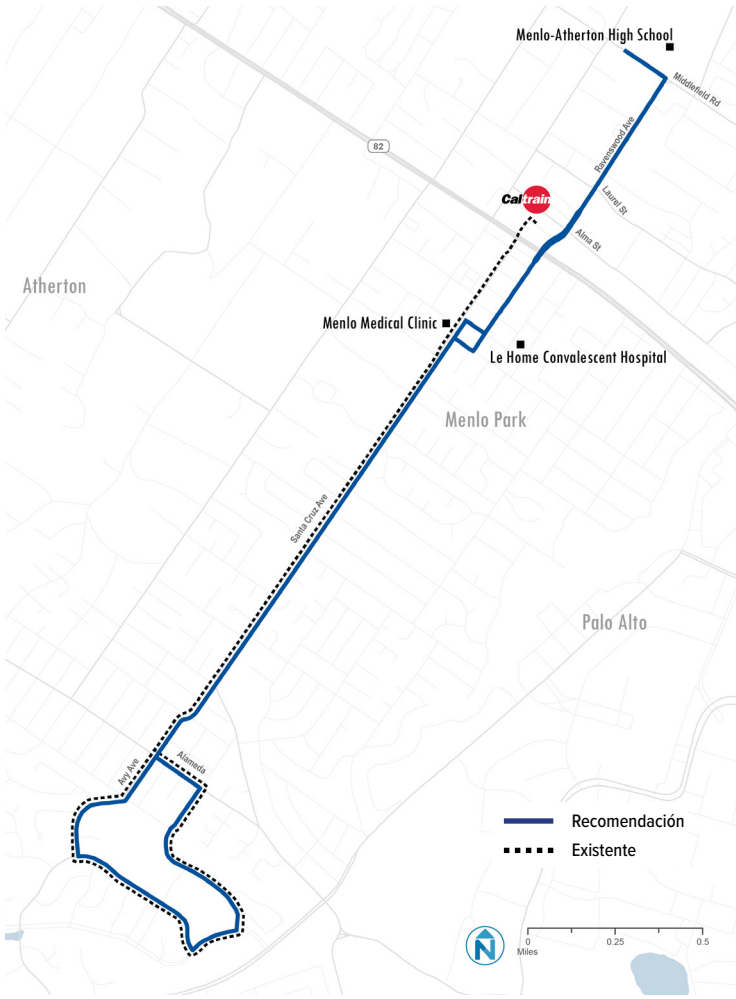 Menlo-Atherton High School
Middlefield Rd
Ravenswood Ave
82
Laurel St
Caltrain
Alma St
Atherton
Menlo Medical Clinic
Le Home Convalescent Hospital
Menlo Park
Santa Cruz Ave
Palo Alto
Avy Ave
Alameda
Recomendación
Existente
N
0 0.25 0.5
Miles